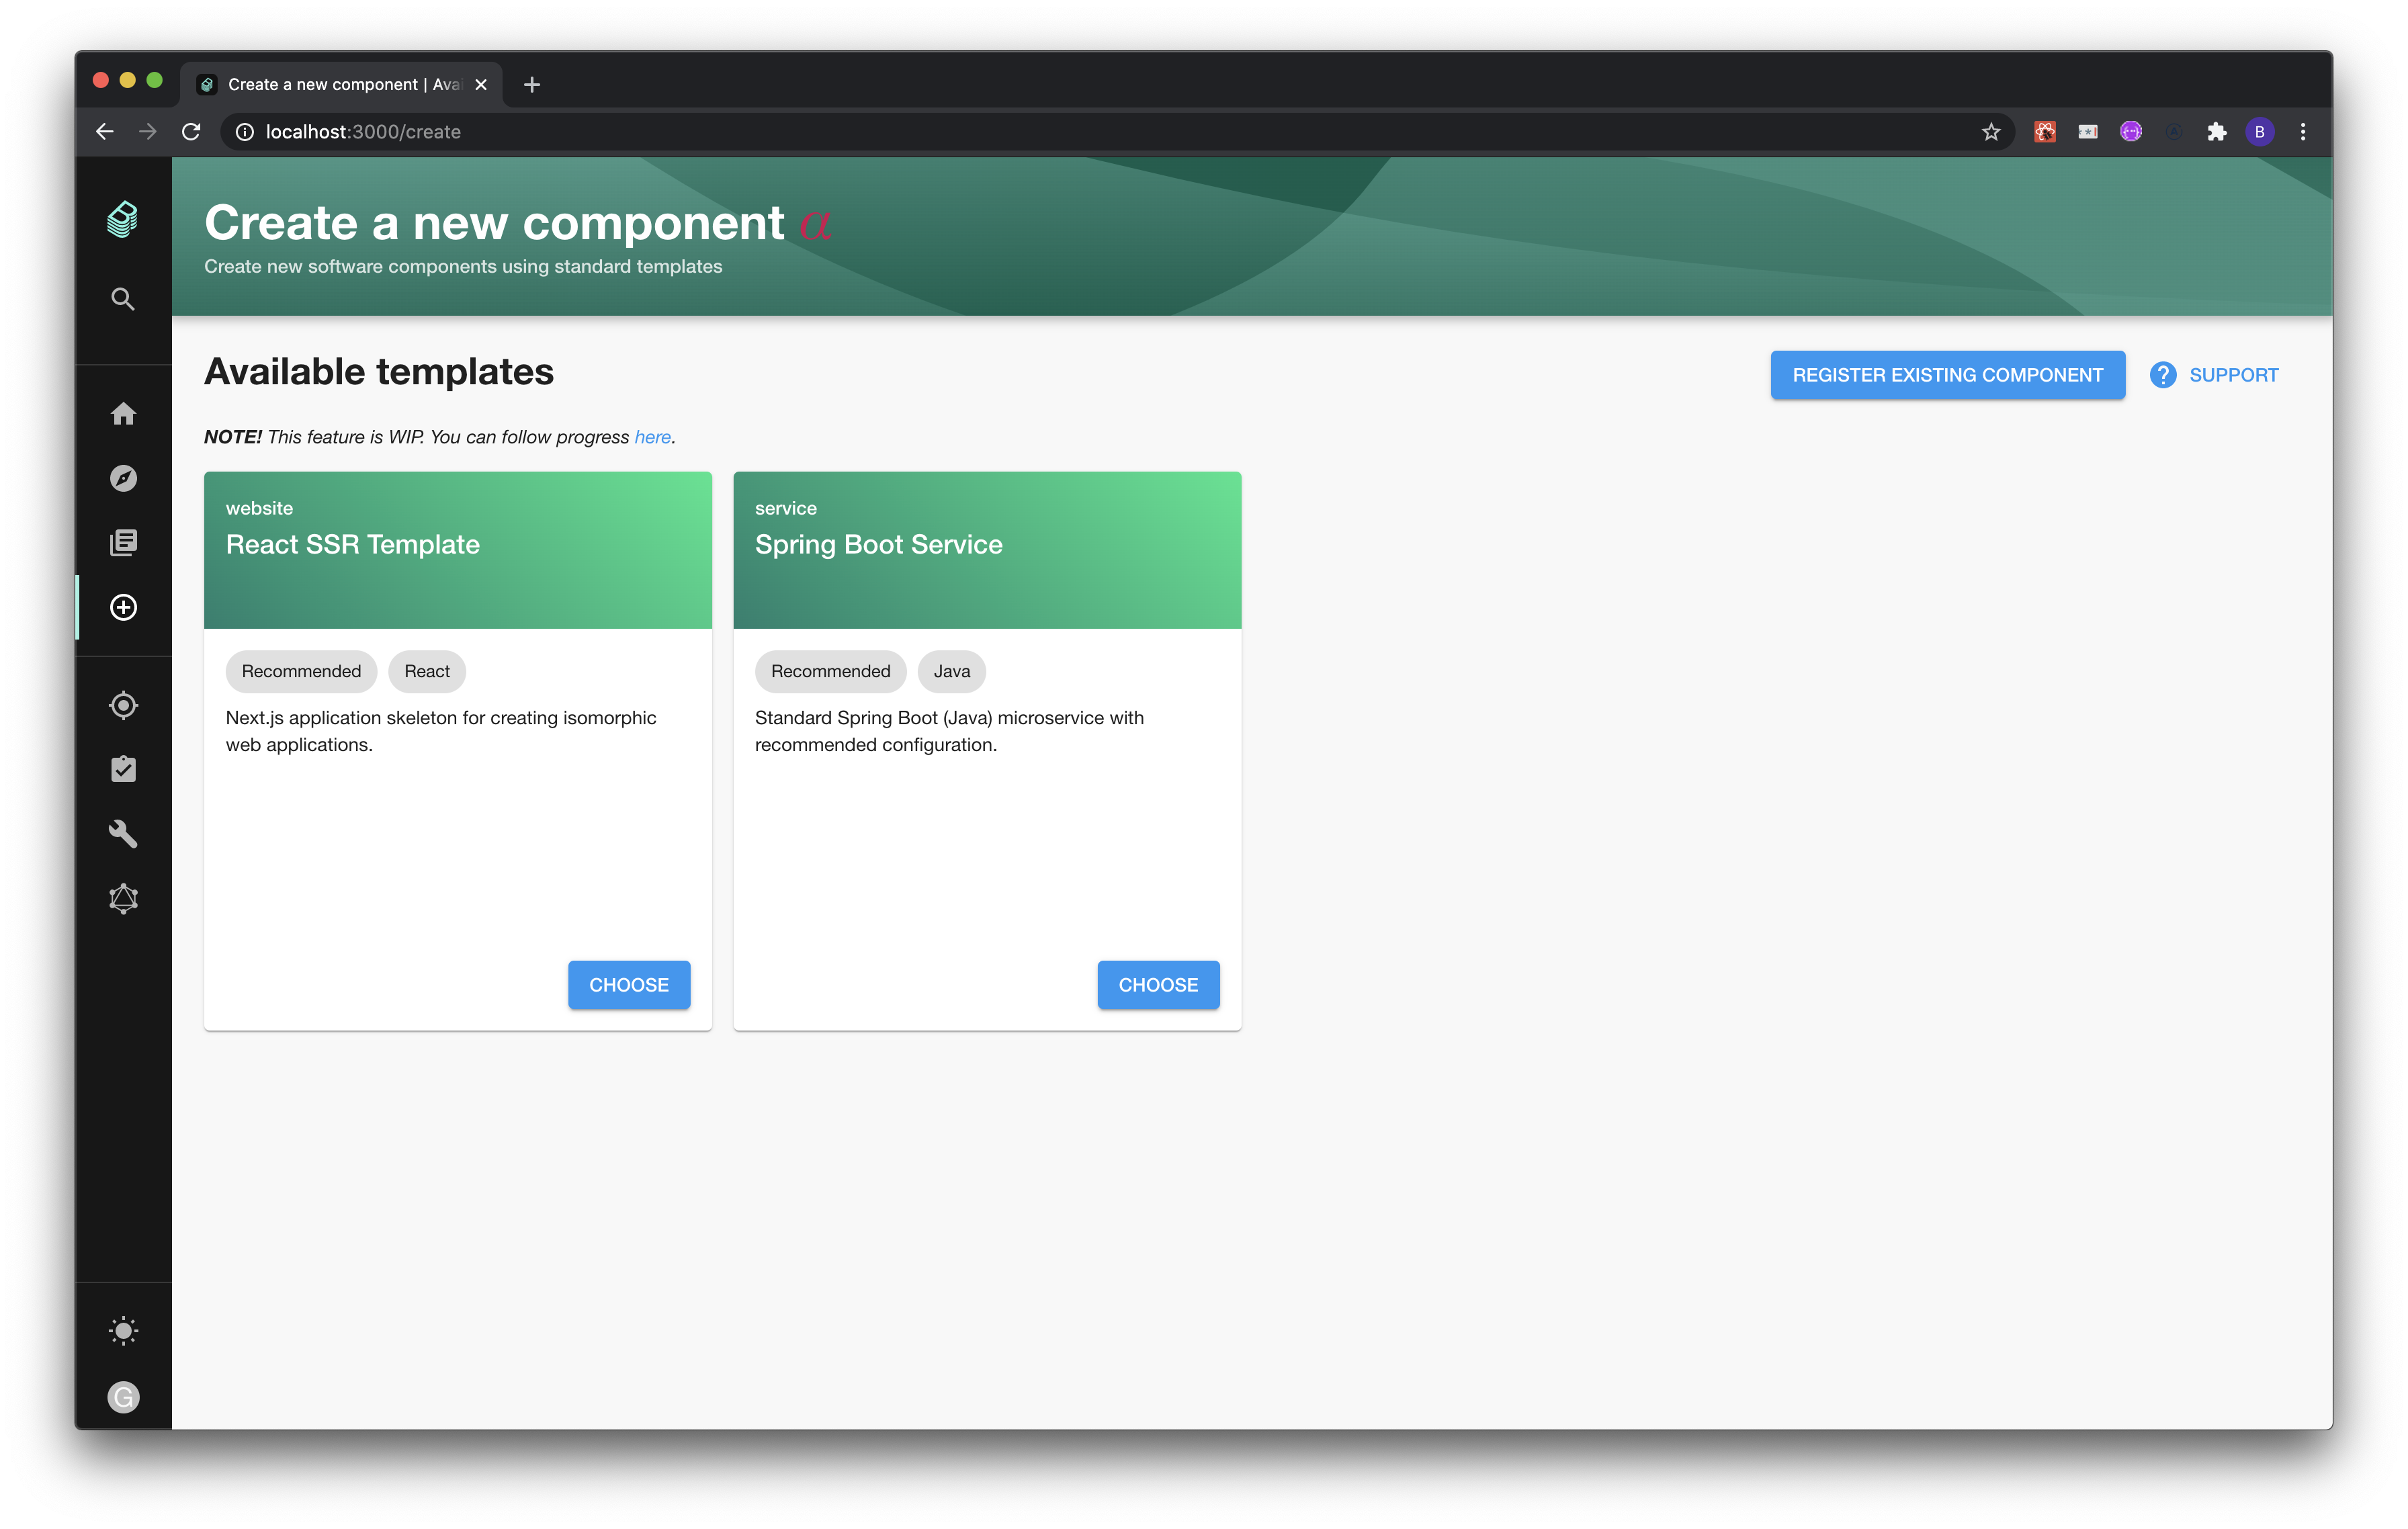 Create a new component | Ava
localhost:3000/create
B
Create a new component α
Create new software components using standard templates
Available templates
REGISTER EXISTING COMPONENT
? SUPPORT
NOTE! This feature is WIP. You can follow progress here.
website
React SSR Template
Recommended
React
Next.js application skeleton for creating isomorphic
web applications.
CHOOSE
service
Spring Boot Service
Recommended
Java
Standard Spring Boot (Java) microservice with
recommended configuration.
CHOOSE
G